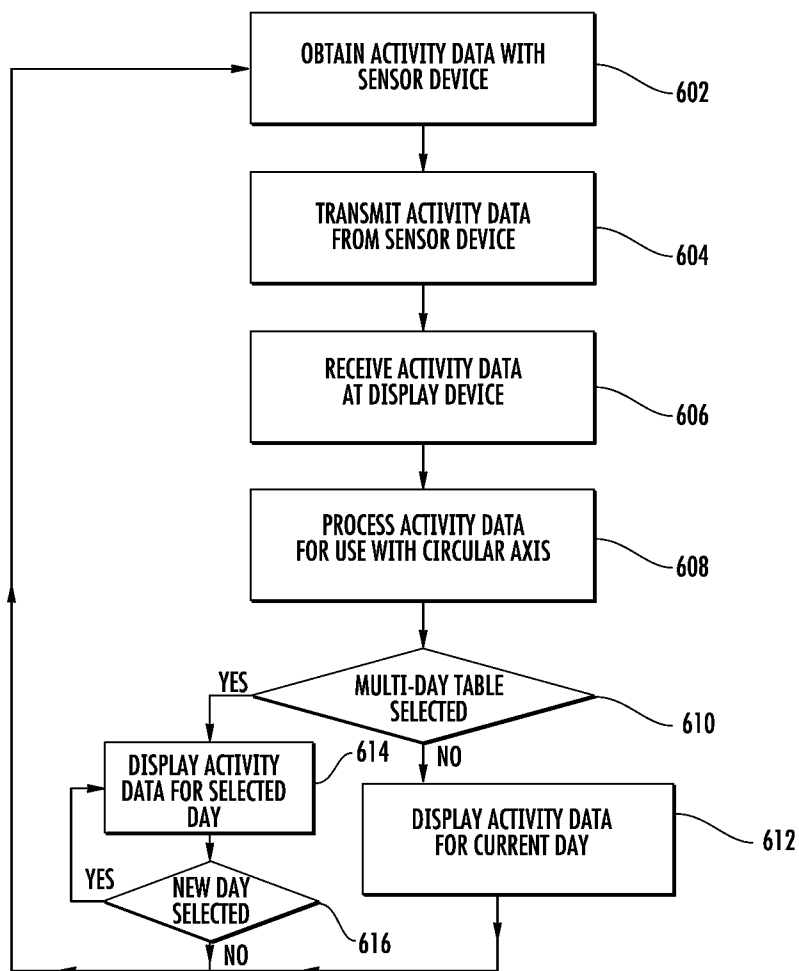 OBTAIN ACTIVITY DATA WITH
SENSOR DEVICE
602
TRANSMIT ACTIVITY DATA
FROM SENSOR DEVICE
604
RECEIVE ACTIVITY DATA
AT DISPLAY DEVICE
606
PROCESS ACTIVITY DATA
FOR USE WITH CIRCULAR AXIS
608
YES
MULTI-DAY TABLE
SELECTED
610
NO
DISPLAY ACTIVITY
DATA FOR SELECTED
DAY
614
DISPLAY ACTIVITY DATA
FOR CURRENT DAY
612
YES
NEW DAY
SELECTED
616
NO